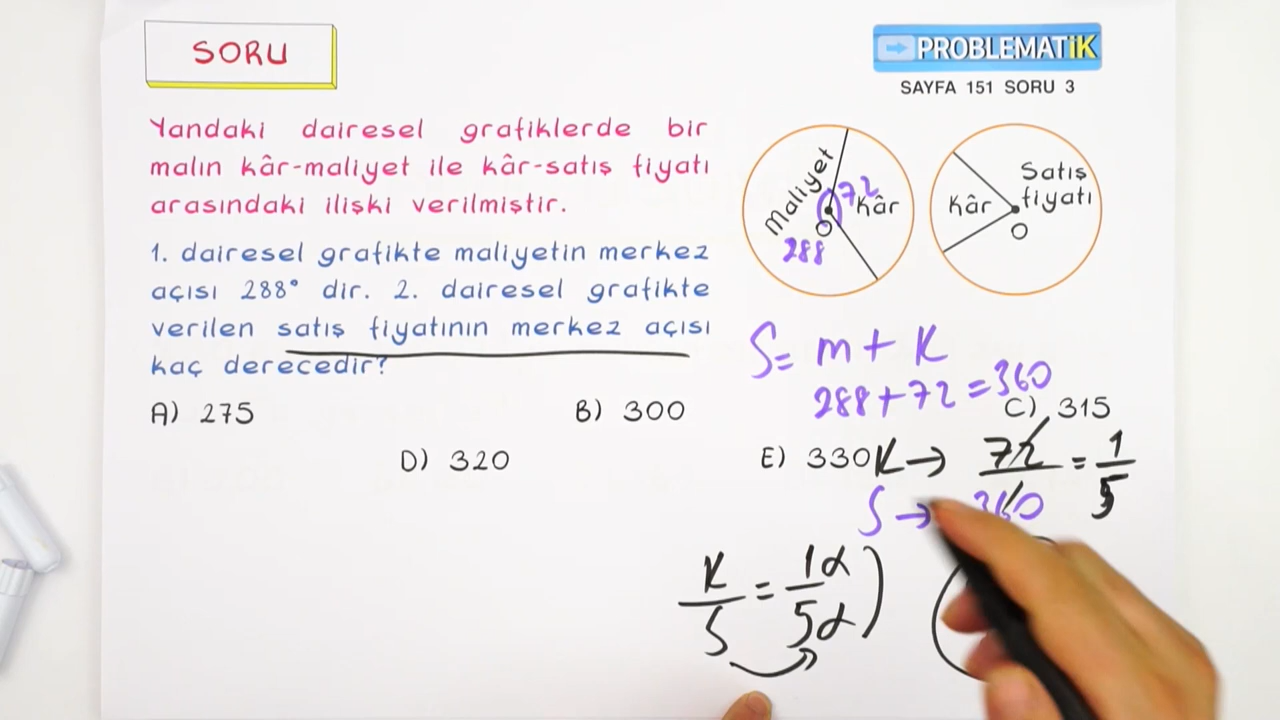 SORU
PROBLEMATİK
SAYFA 151 SORU 3
Yandaki dairesel grafiklerde bir
malın kâr-maliyet ile kâr-satış fiyatı
arasındaki ilişki verilmiştir.
1. dairesel grafikte maliyetin merkez
açısı 288° dir. 2. dairesel grafikte
verilen satış fiyatının merkez açısı
kaç derecedir?
A) 275
B) 300
C) 315
D) 320
E) 330
Maliyet
72
Kâr
O
288
Kâr
Satış
fiyatı
O
S = m + K
288 + 72 = 360
K → 72/360 = 1/5
S →
K/S = 1α/5α